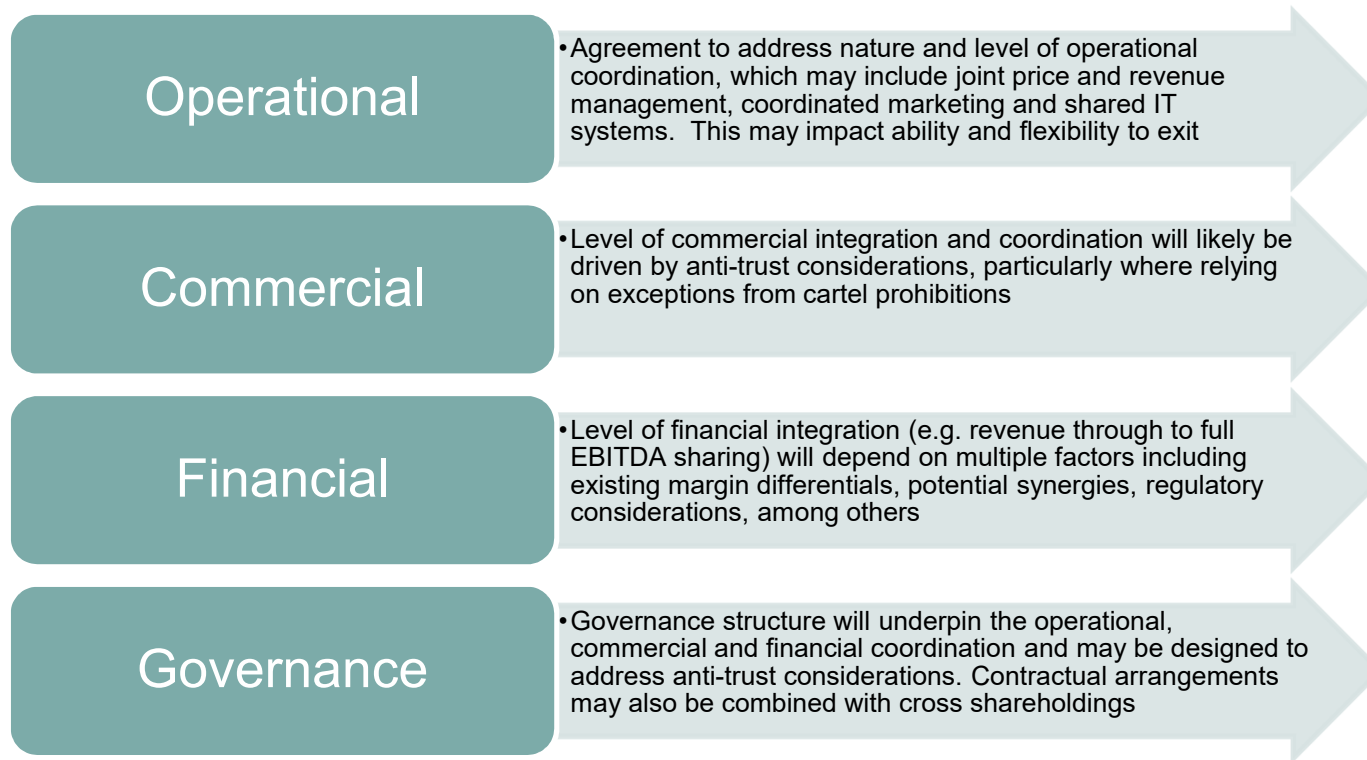 Operational
•Agreement to address nature and level of operational
coordination, which may include joint price and revenue
management, coordinated marketing and shared IT
systems.  This may impact ability and flexibility to exit
Commercial
•Level of commercial integration and coordination will likely be
driven by anti-trust considerations, particularly where relying
on exceptions from cartel prohibitions
Financial
•Level of financial integration (e.g. revenue through to full
EBITDA sharing) will depend on multiple factors including
existing margin differentials, potential synergies, regulatory
considerations, among others
Governance
•Governance structure will underpin the operational,
commercial and financial coordination and may be designed to
address anti-trust considerations. Contractual arrangements
may also be combined with cross shareholdings